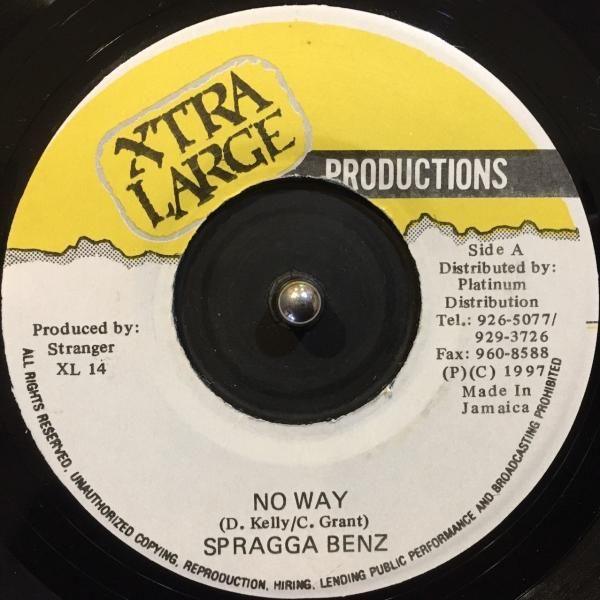 XTRA
LARGE
PRODUCTIONS
Side A
Distributed by:
Platinum
Distribution
Tel.: 926-5077/
929-3726
Fax: 960-8588
(P)(C) 1997
Made In
Jamaica
Produced by:
Stranger
XL 14
NO WAY
(D. Kelly/C. Grant)
SPRAGGA BENZ
ALL RIGHTS RESERVED, UNAUTHORIZED COPYING, REPRODUCTION, HIRING, LENDING PUBLIC PERFORMANCE AND BROADCASTING PROHIBITED